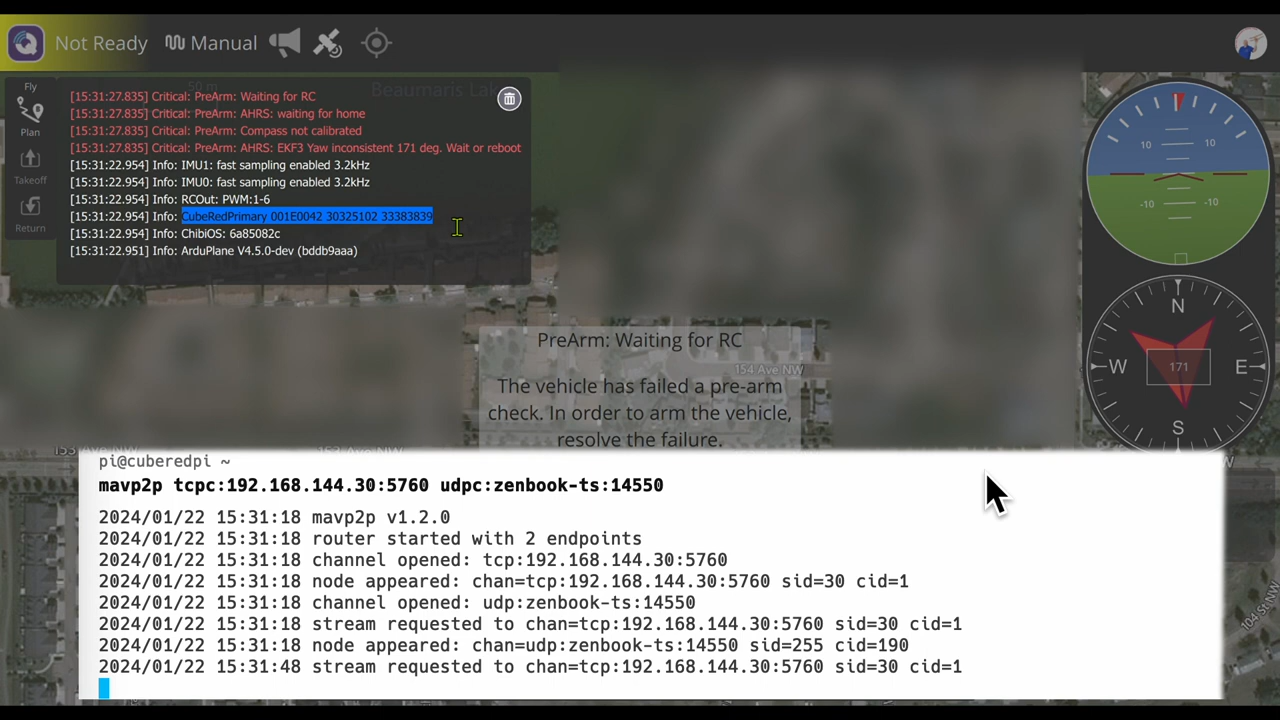 Not Ready
Manual
Fly
50 m
Beaumaris Lak
[15:31:27.835] Critical: PreArm: Waiting for RC
[15:31:27.835] Critical: PreArm: AHRS: waiting for home
[15:31:27.835] Critical: PreArm: Compass not calibrated
[15:31:27.835] Critical: PreArm: AHRS: EKF3 Yaw inconsistent 171 deg. Wait or reboot
[15:31:22.954] Info: IMU1: fast sampling enabled 3.2kHz
[15:31:22.954] Info: IMU0: fast sampling enabled 3.2kHz
[15:31:22.954] Info: RCOut: PWM:1-6
[15:31:22.954] Info: CubeRedPrimary 001E0042 30325102 33383839
[15:31:22.954] Info: ChibiOS: 6a85082c
[15:31:22.951] Info: ArduPlane V4.5.0-dev (bddb9aaa)
Plan
Takeoff
Return
10 10
-10 -10
N
W 171 E
S
PreArm: Waiting for RC
154 Ave NW
The vehicle has failed a pre-arm
check. In order to arm the vehicle,
resolve the failure.
104 St NW
pi@cuberedpi ~
mavp2p tcpc:192.168.144.30:5760 udpc:zenbook-ts:14550
2024/01/22 15:31:18 mavp2p v1.2.0
2024/01/22 15:31:18 router started with 2 endpoints
2024/01/22 15:31:18 channel opened: tcp:192.168.144.30:5760
2024/01/22 15:31:18 node appeared: chan=tcp:192.168.144.30:5760 sid=30 cid=1
2024/01/22 15:31:18 channel opened: udp:zenbook-ts:14550
2024/01/22 15:31:18 stream requested to chan=tcp:192.168.144.30:5760 sid=30 cid=1
2024/01/22 15:31:18 node appeared: chan=udp:zenbook-ts:14550 sid=255 cid=190
2024/01/22 15:31:48 stream requested to chan=tcp:192.168.144.30:5760 sid=30 cid=1